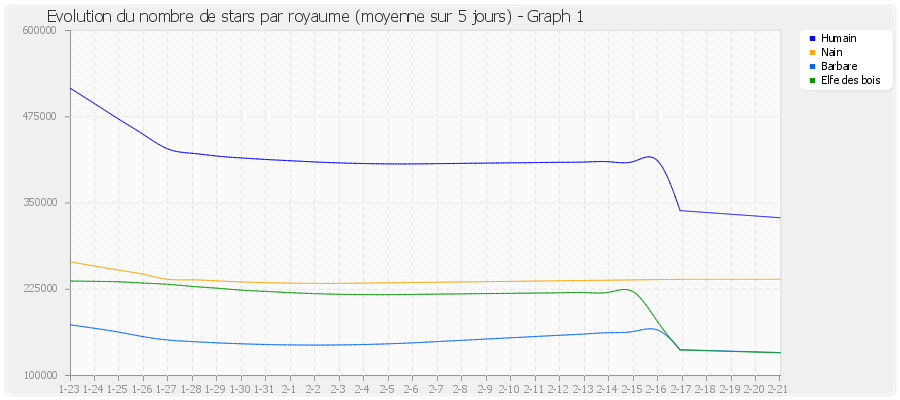 Evolution du nombre de stars par royaume (moyenne sur 5 jours) - Graph 1
600000
475000
350000
225000
100000
1-23 1-24 1-25 1-26 1-27 1-28 1-29 1-30 1-31 2-1 2-2 2-3 2-4 2-5 2-6 2-7 2-8 2-9 2-10 2-11 2-12 2-13 2-14 2-15 2-16 2-17 2-18 2-19 2-20 2-21
Humain
Nain
Barbare
Elfe des bois